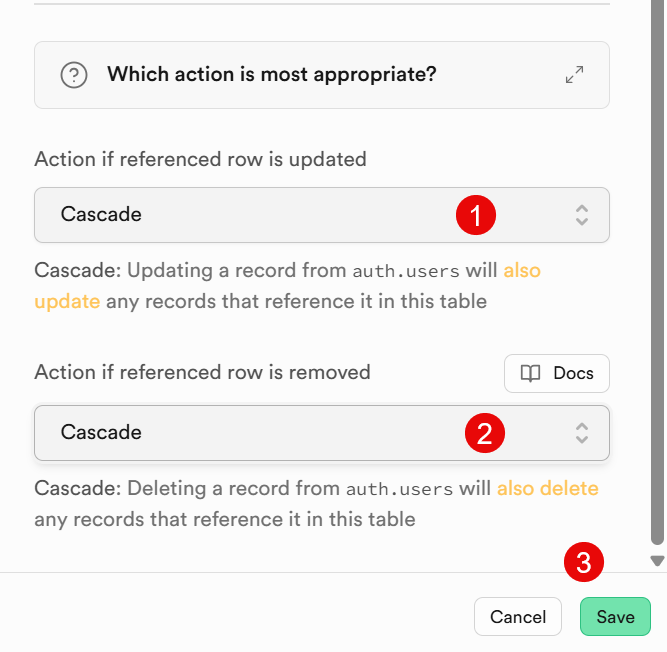 Which action is most appropriate?
Action if referenced row is updated
Cascade
1
Cascade: Updating a record from auth.users will also
update any records that reference it in this table
Action if referenced row is removed
Docs
Cascade
2
Cascade: Deleting a record from auth.users will also delete
any records that reference it in this table
3
Cancel
Save